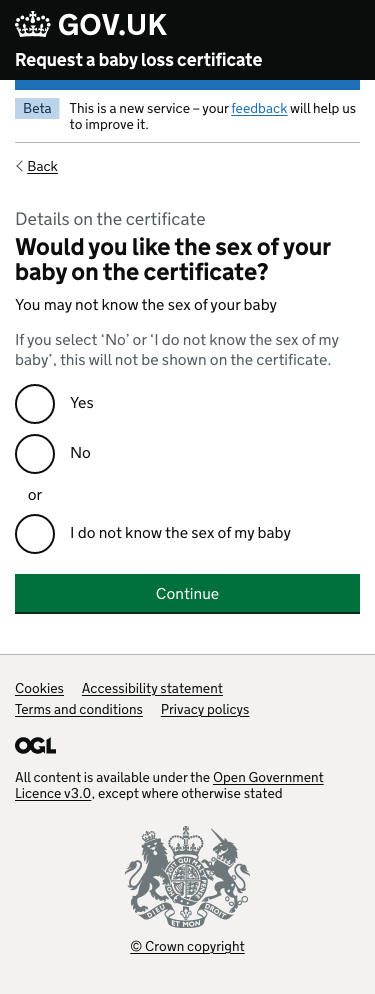 GOV.UK
Request a baby loss certificate
Beta
This is a new service – your feedback will help us
to improve it.
Back
Details on the certificate
Would you like the sex of your
baby on the certificate?
You may not know the sex of your baby
If you select ‘No’ or ‘I do not know the sex of my
baby’, this will not be shown on the certificate.
Yes
No
or
I do not know the sex of my baby
Continue
Cookies Accessibility statement
Terms and conditions Privacy policys
OGL
All content is available under the Open Government
Licence v3.0, except where otherwise stated
DIEU ET MON DROIT
© Crown copyright